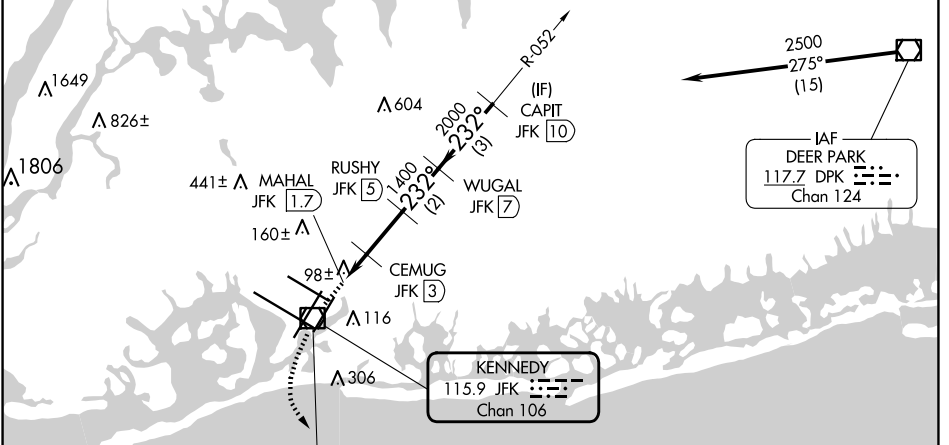 2500
275°
(15)
R-052
(IF)
CAPIT
JFK 10
2000
232°
(3)
1649
826±
604
1806
RUSHY
JFK 5
1400
232°
(2)
WUGAL
JFK 7
441±
MAHAL
JFK 1.7
160±
IAF
DEER PARK
117.7 DPK
Chan 124
98±
CEMUG
JFK 3
116
306
KENNEDY
115.9 JFK
Chan 106